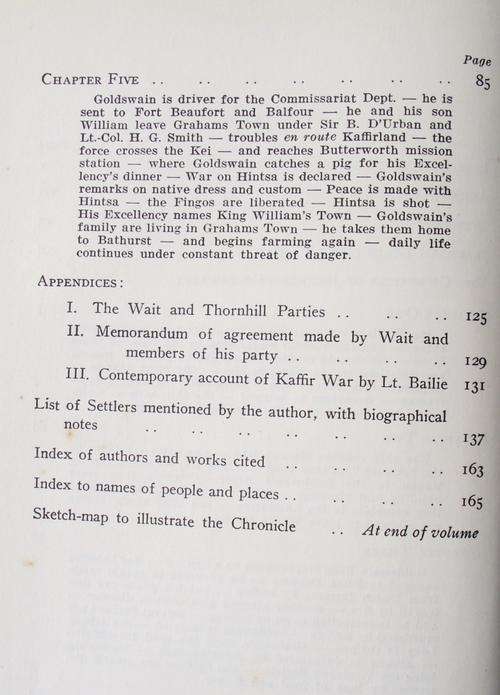 Page
CHAPTER FIVE .. .. .. .. .. .. .. 85
Goldswain is driver for the Commissariat Dept. — he is
sent to Fort Beaufort and Balfour — he and his son
William leave Grahams Town under Sir B. D'Urban and
Lt.-Col. H. G. Smith — troubles en route Kaffirland — the
force crosses the Kei — and reaches Butterworth mission
station — where Goldswain catches a pig for his Excel-
lency's dinner — War on Hintsa is declared — Goldswain's
remarks on native dress and custom — Peace is made with
Hintsa — the Fingos are liberated — Hintsa is shot —
His Excellency names King William's Town — Goldswain's
family are living in Grahams Town — he takes them home
to Bathurst — and begins farming again — daily life
continues under constant threat of danger.
APPENDICES:
I. The Wait and Thornhill Parties .. .. .. 125
II. Memorandum of agreement made by Wait and
members of his party .. .. .. .. 129
III. Contemporary account of Kaffir War by Lt. Bailie 131
List of Settlers mentioned by the author, with biographical
notes .. .. .. .. .. .. .. 137
Index of authors and works cited .. .. .. .. 163
Index to names of people and places .. .. .. .. 165
Sketch-map to illustrate the Chronicle .. At end of volume